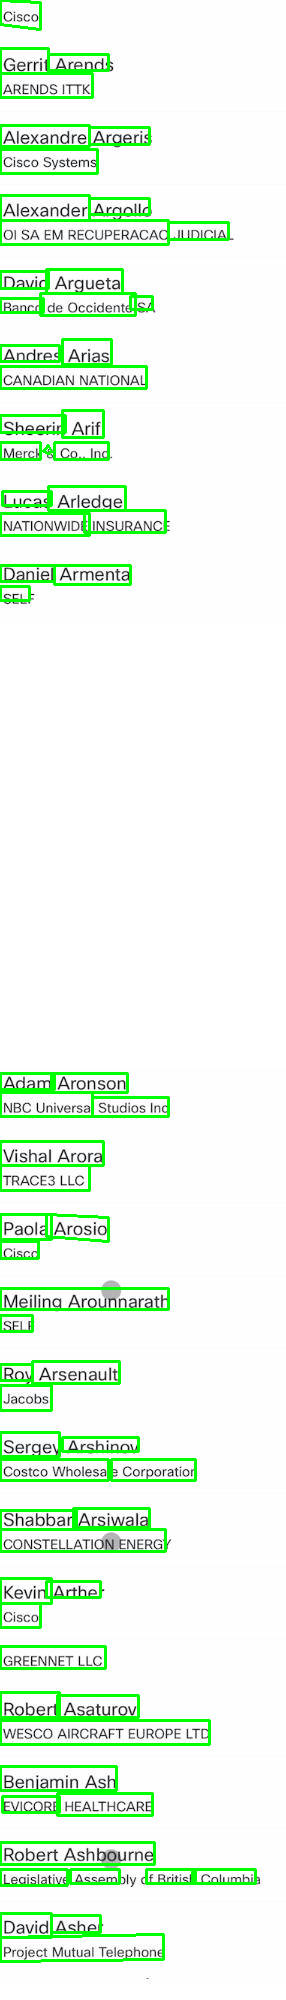 Cisco
Gerrit Arends
ARENDS ITTK
Alexandre Argeris
Cisco Systems
Alexander Argollo
OI SA EM RECUPERACAO JUDICIAL
David Argueta
Banco de Occidente SA
Andres Arias
CANADIAN NATIONAL
Sheerin Arif
Merck & Co., Inc.
Lucas Arledge
NATIONWIDE INSURANCE
Daniel Armenta
SELF
Adam Aronson
NBC Universal Studios Inc
Vishal Arora
TRACE3 LLC
Paola Arosio
Cisco
Meiling Arounnarath
SELF
Roy Arsenault
Jacobs
Sergey Arshinov
Costco Wholesale Corporation
Shabbar Arsiwala
CONSTELLATION ENERGY
Kevin Arther
Cisco
GREENNET LLC
Robert Asaturov
WESCO AIRCRAFT EUROPE LTD
Benjamin Ash
EVICORE HEALTHCARE
Robert Ashbourne
Legislative Assembly of British Columbia
David Asher
Project Mutual Telephone